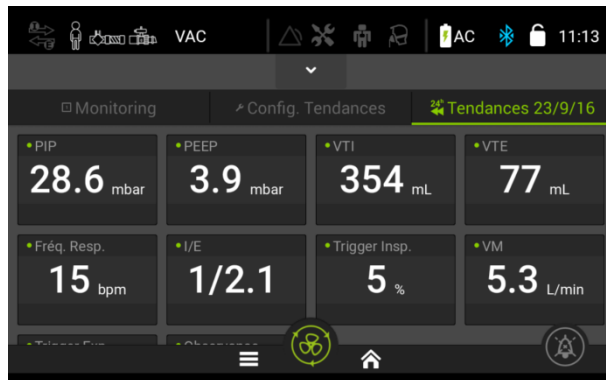 VAC AC 11:13
Monitoring Config. Tendances 24h Tendances 23/9/16
PIP PEEP VTI VTE
28.6 mbar 3.9 mbar 354 mL 77 mL
Fréq. Resp. I/E Trigger Insp. VM
15 bpm 1/2.1 5 % 5.3 L/min